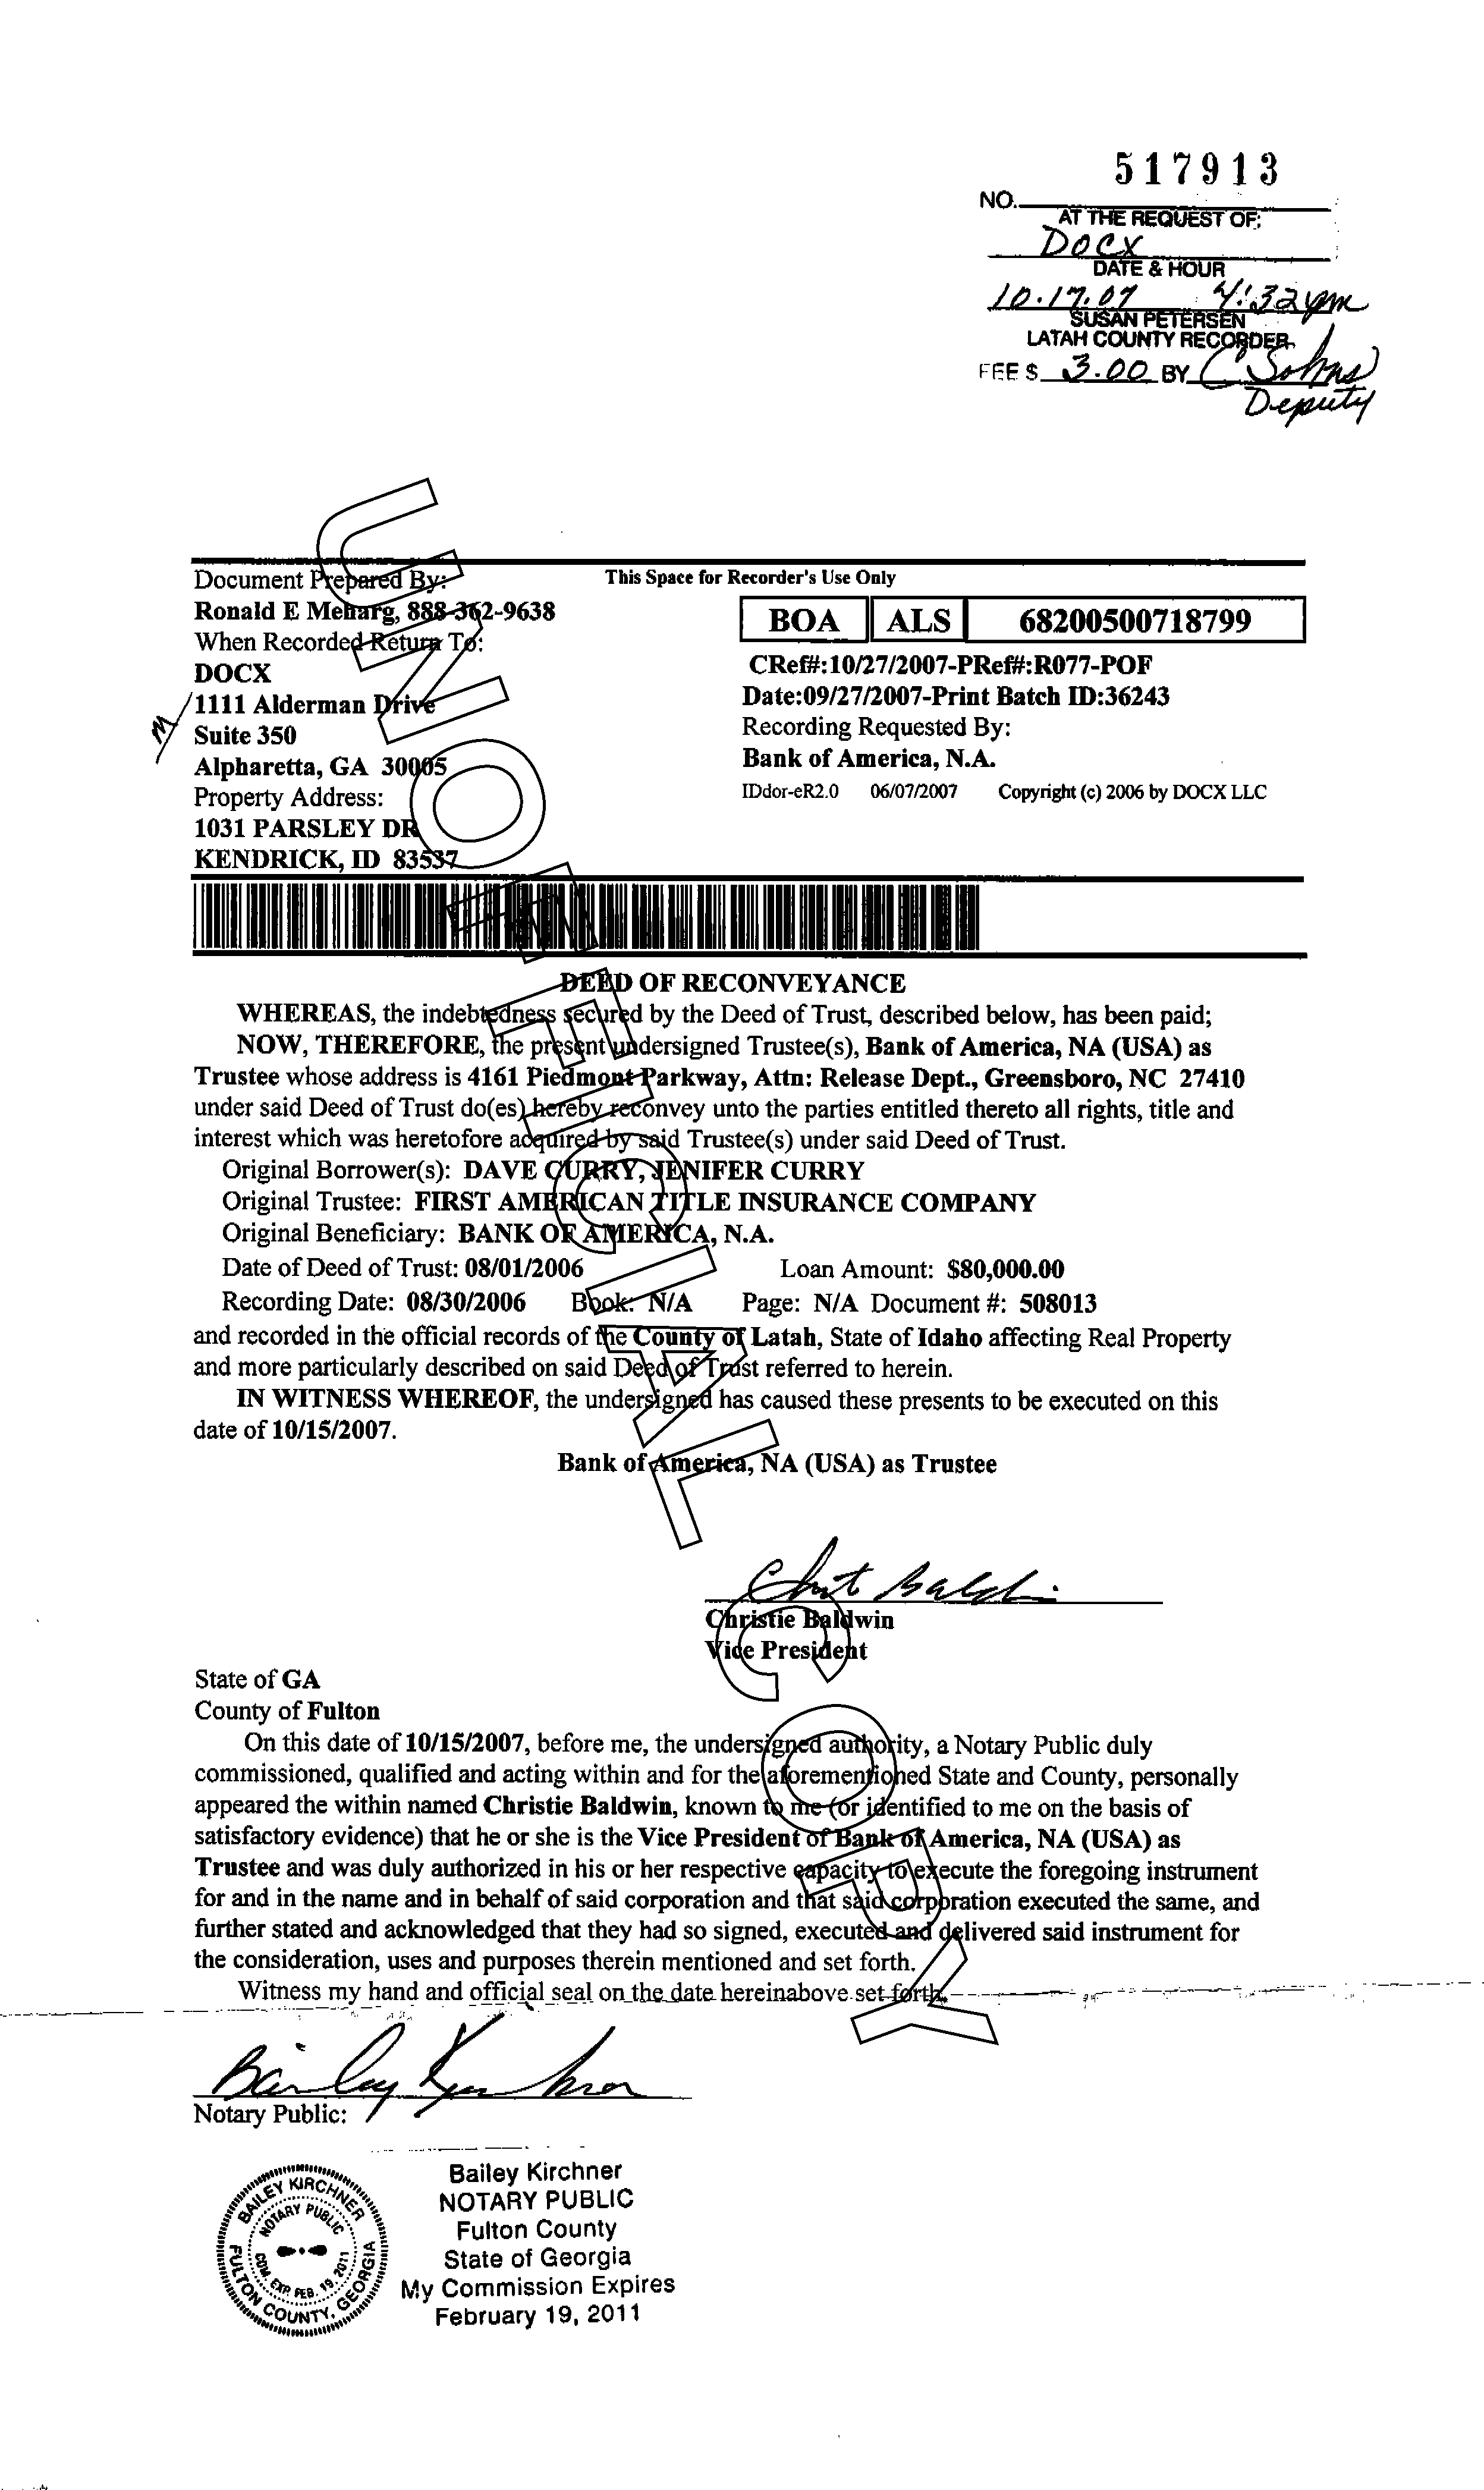 517913
NO.
AT THE REQUEST OF:
DOCX
DATE & HOUR
10.17.07 4:32 pm
SUSAN PETERSEN
LATAH COUNTY RECORDER
FEE $ 3.00 BY C Sohns
Deputy
Document Prepared By:
Ronald E Meharg, 888-362-9638
When Recorded Return To:
DOCX
1111 Alderman Drive
Suite 350
Alpharetta, GA 30005
Property Address:
1031 PARSLEY DR
KENDRICK, ID 83537
M
This Space for Recorder's Use Only
BOA ALS 68200500718799
CRef#:10/27/2007-PRef#:R077-POF
Date:09/27/2007-Print Batch ID:36243
Recording Requested By:
Bank of America, N.A.
IDdor-eR2.0 06/07/2007 Copyright (c) 2006 by DOCX LLC
DEED OF RECONVEYANCE
WHEREAS, the indebtedness secured by the Deed of Trust, described below, has been paid;
NOW, THEREFORE, the present undersigned Trustee(s), Bank of America, NA (USA) as
Trustee whose address is 4161 Piedmont Parkway, Attn: Release Dept., Greensboro, NC 27410
under said Deed of Trust do(es) hereby reconvey unto the parties entitled thereto all rights, title and
interest which was heretofore acquired by said Trustee(s) under said Deed of Trust.
Original Borrower(s): DAVE CURRY, JENIFER CURRY
Original Trustee: FIRST AMERICAN TITLE INSURANCE COMPANY
Original Beneficiary: BANK OF AMERICA, N.A.
Date of Deed of Trust: 08/01/2006 Loan Amount: $80,000.00
Recording Date: 08/30/2006 Book: N/A Page: N/A Document #: 508013
and recorded in the official records of the County of Latah, State of Idaho affecting Real Property
and more particularly described on said Deed of Trust referred to herein.
IN WITNESS WHEREOF, the undersigned has caused these presents to be executed on this
date of 10/15/2007.
Bank of America, NA (USA) as Trustee
Christie Baldwin
Vice President
State of GA
County of Fulton
On this date of 10/15/2007, before me, the undersigned authority, a Notary Public duly
commissioned, qualified and acting within and for the aforementioned State and County, personally
appeared the within named Christie Baldwin, known to me (or identified to me on the basis of
satisfactory evidence) that he or she is the Vice President of Bank of America, NA (USA) as
Trustee and was duly authorized in his or her respective capacity to execute the foregoing instrument
for and in the name and in behalf of said corporation and that said corporation executed the same, and
further stated and acknowledged that they had so signed, executed and delivered said instrument for
the consideration, uses and purposes therein mentioned and set forth.
Witness my hand and official seal on the date hereinabove set forth.
Bailey Kirchner
Notary Public:
BAILEY KIRCHNER
NOTARY PUBLIC
COM. EXP. FEB. 19, 2011
FULTON COUNTY, GEORGIA
Bailey Kirchner
NOTARY PUBLIC
Fulton County
State of Georgia
My Commission Expires
February 19, 2011
UNOFFICIAL COPY